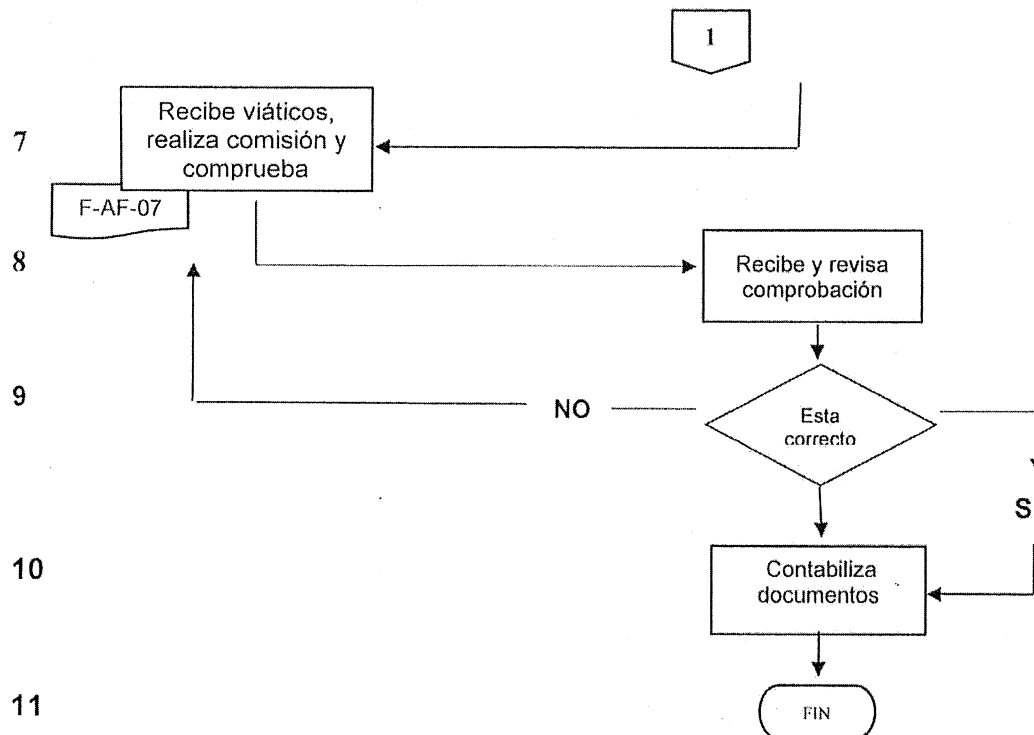 1
7
Recibe viáticos,
realiza comisión y
comprueba
F-AF-07
8
Recibe y revisa
comprobación
9
NO
Esta
correcto
S
10
Contabiliza
documentos
11
FIN